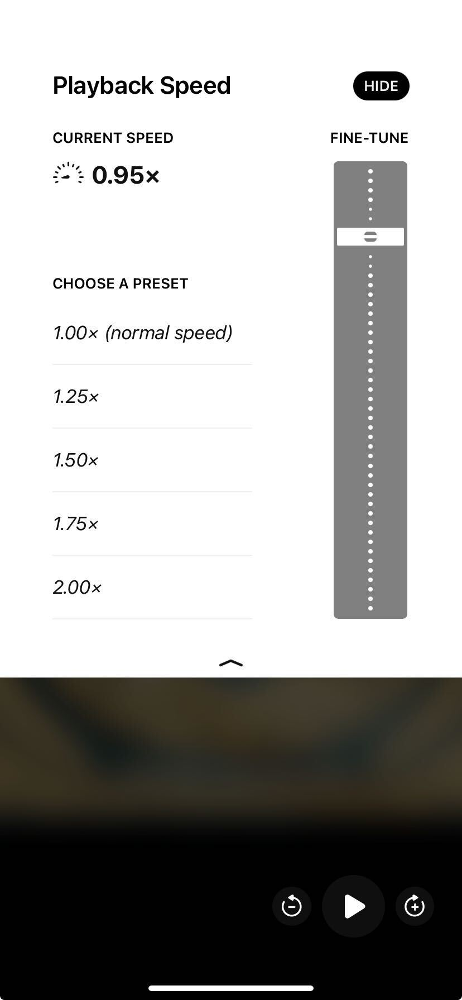 Playback Speed
HIDE
CURRENT SPEED
FINE-TUNE
0.95×
CHOOSE A PRESET
1.00× (normal speed)
1.25×
1.50×
1.75×
2.00×